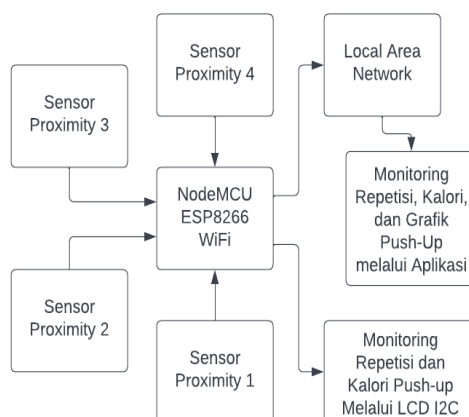 Sensor
Proximity 4
Local Area
Network
Sensor
Proximity 3
NodeMCU
ESP8266
WiFi
Monitoring
Repetisi, Kalori,
dan Grafik
Push-Up
melalui Aplikasi
Sensor
Proximity 2
Sensor
Proximity 1
Monitoring
Repetisi dan
Kalori Push-up
Melalui LCD I2C